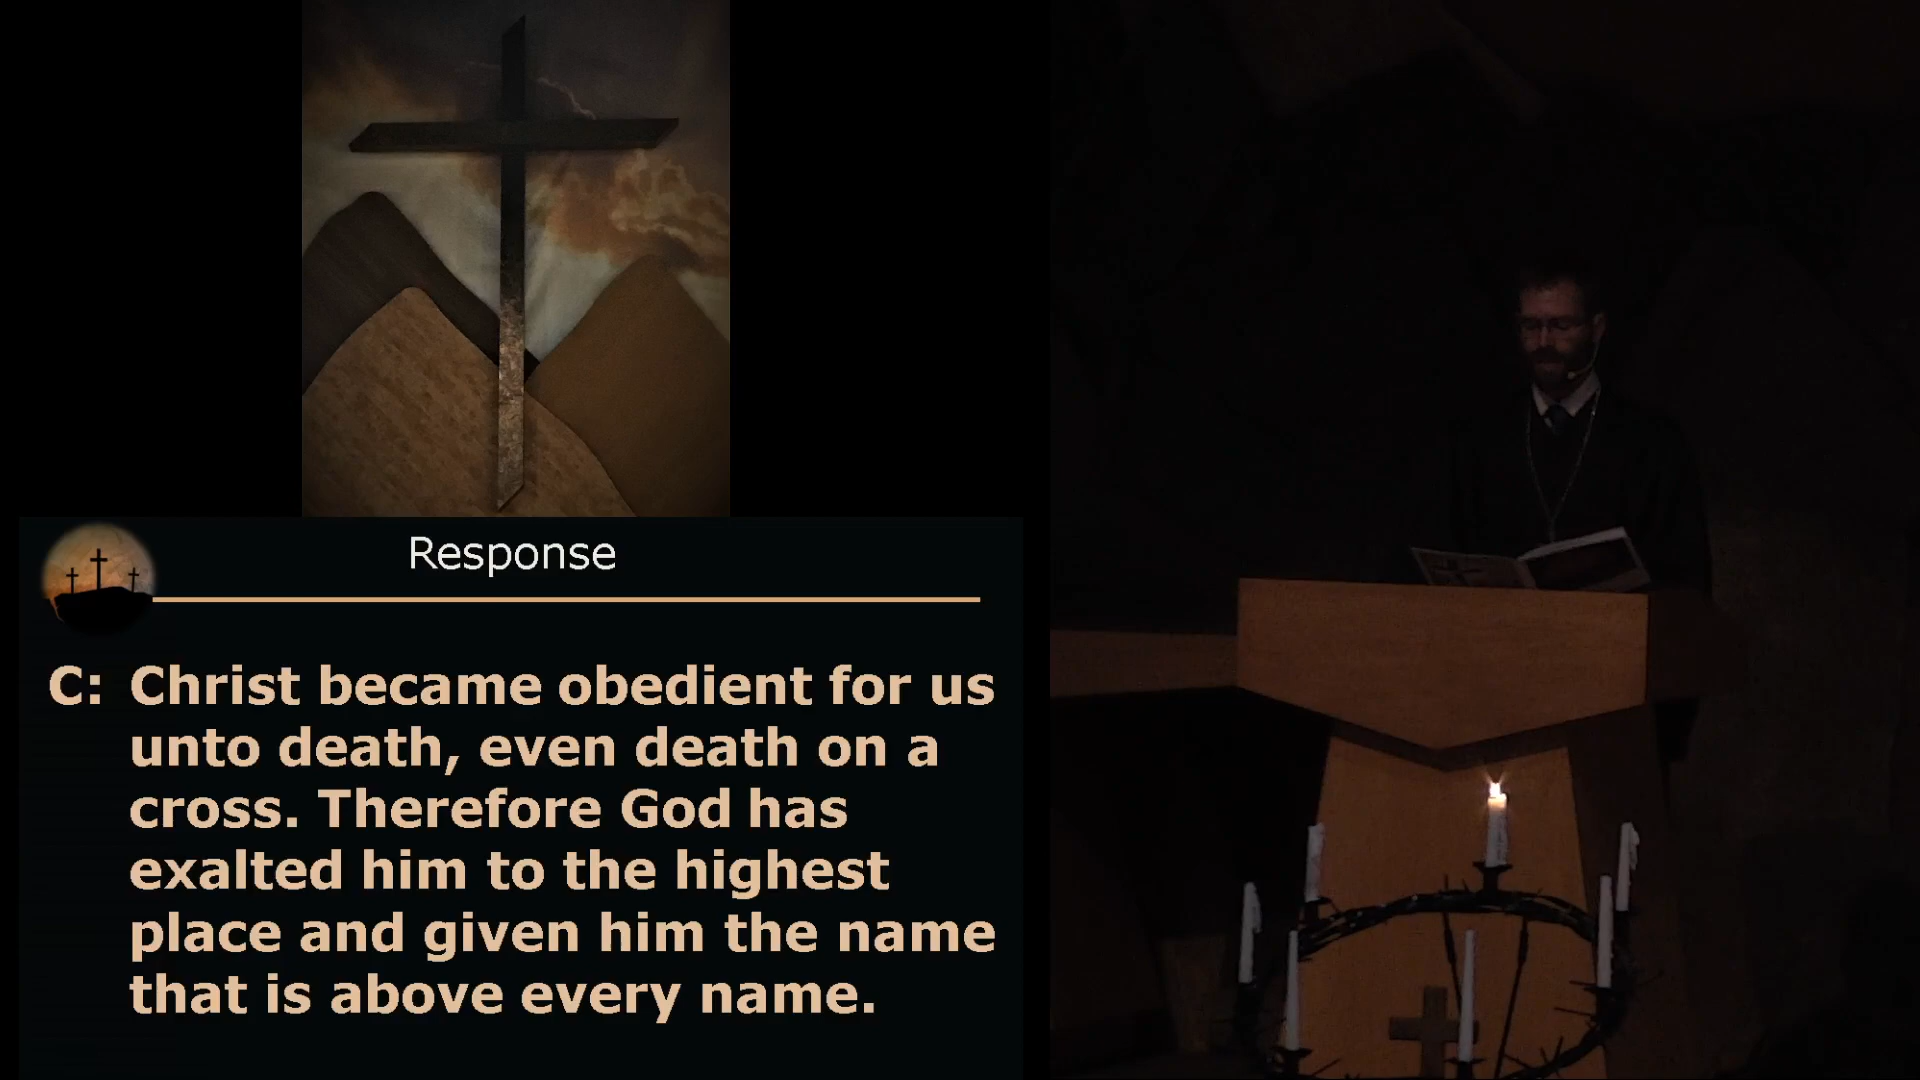 Response
C: Christ became obedient for us
unto death, even death on a
cross. Therefore God has
exalted him to the highest
place and given him the name
that is above every name.